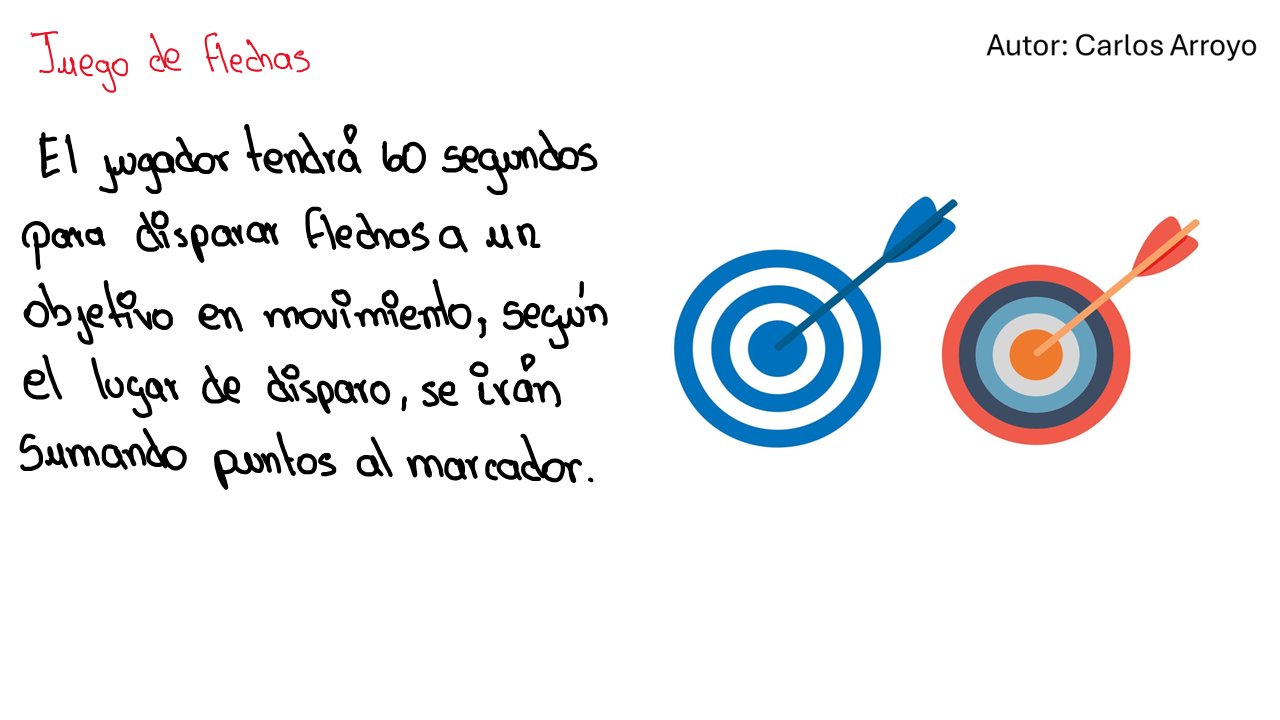 Juego de flechas
Autor: Carlos Arroyo
El jugador tendrá 60 segundos
para disparar flechas a un
objetivo en movimiento, según
el lugar de disparo, se irán
sumando puntos al marcador.